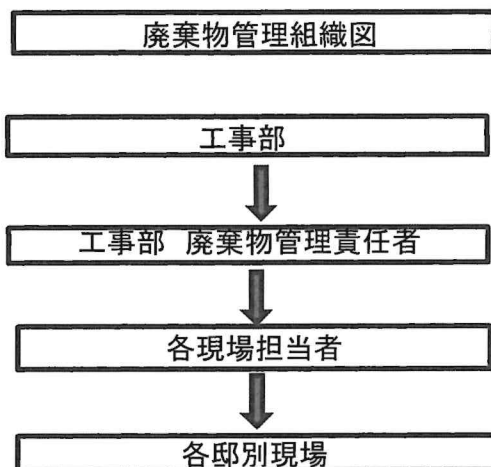 廃棄物管理組織図
工事部
工事部 廃棄物管理責任者
各現場担当者
各邸別現場